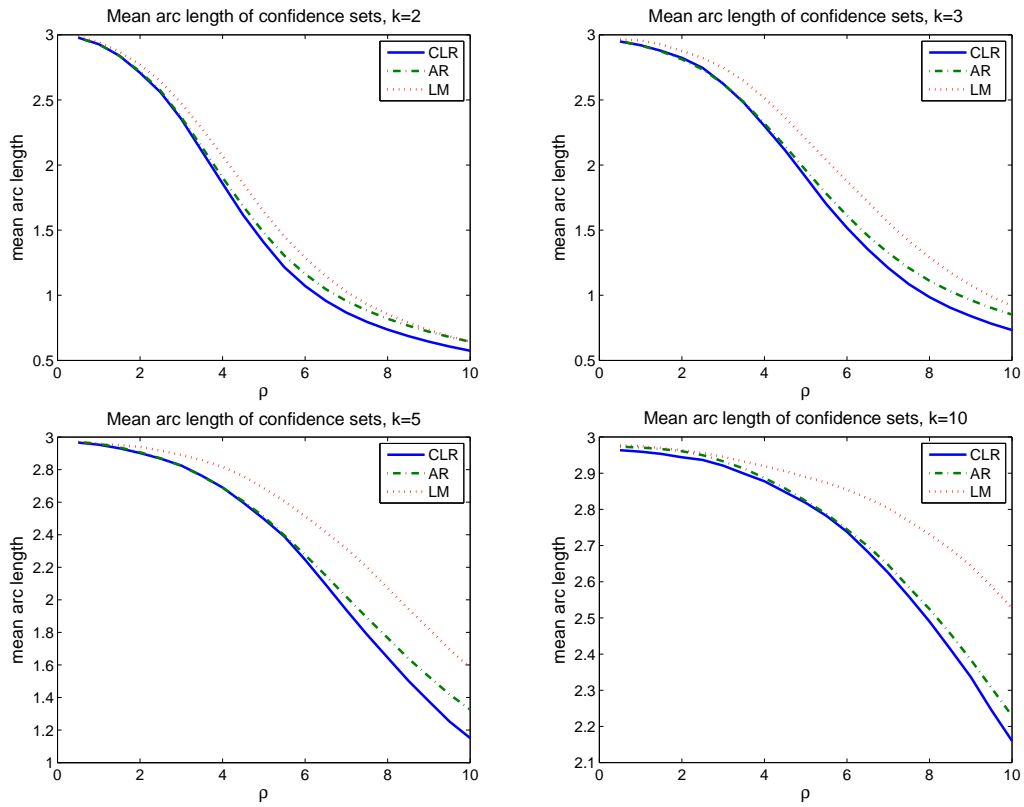 Mean arc length of confidence sets, k=2
3
2.5
2
1.5
1
0.5
0 2 4 6 8 10
mean arc length
ρ
CLR
AR
LM
Mean arc length of confidence sets, k=3
3
2.5
2
1.5
1
0.5
0 2 4 6 8 10
mean arc length
ρ
CLR
AR
LM
Mean arc length of confidence sets, k=5
3
2.8
2.6
2.4
2.2
2
1.8
1.6
1.4
1.2
1
0 2 4 6 8 10
mean arc length
ρ
CLR
AR
LM
Mean arc length of confidence sets, k=10
3
2.9
2.8
2.7
2.6
2.5
2.4
2.3
2.2
2.1
0 2 4 6 8 10
mean arc length
ρ
CLR
AR
LM